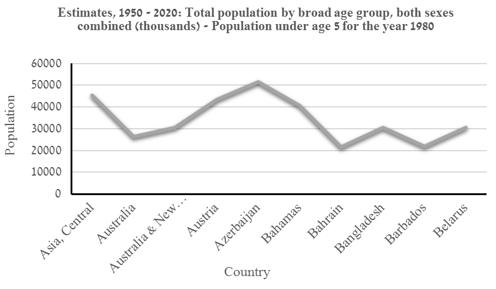 Estimates, 1950 - 2020: Total population by broad age group, both sexes
combined (thousands) - Population under age 5 for the year 1980
60000
50000
40000
30000
20000
10000
0
Population
Asia, Central
Australia
Australia & New…
Austria
Azerbaijan
Bahamas
Bahrain
Bangladesh
Barbados
Belarus
Country